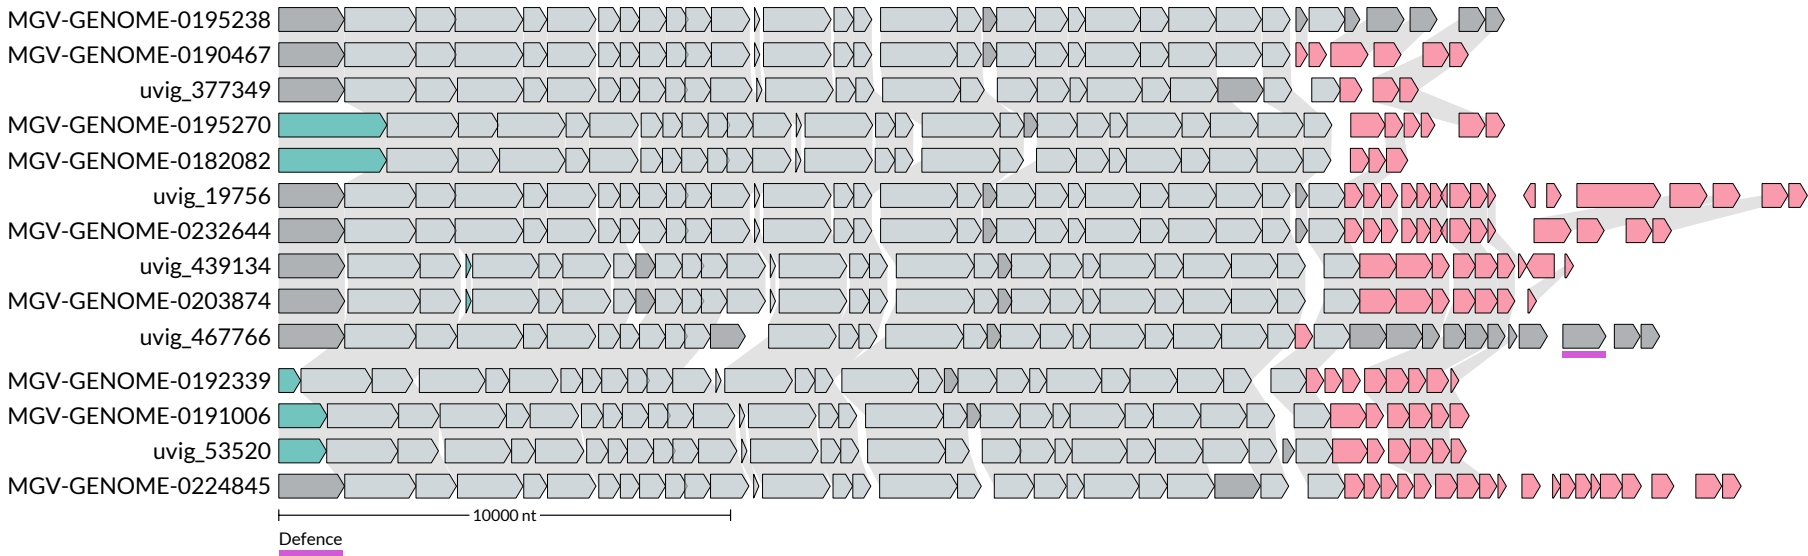 MGV-GENOME-0195238
MGV-GENOME-0190467
uvig_377349
MGV-GENOME-0195270
MGV-GENOME-0182082
uvig_19756
MGV-GENOME-0232644
uvig_439134
MGV-GENOME-0203874
uvig_467766
MGV-GENOME-0192339
MGV-GENOME-0191006
uvig_53520
MGV-GENOME-0224845
10000 nt
Defence